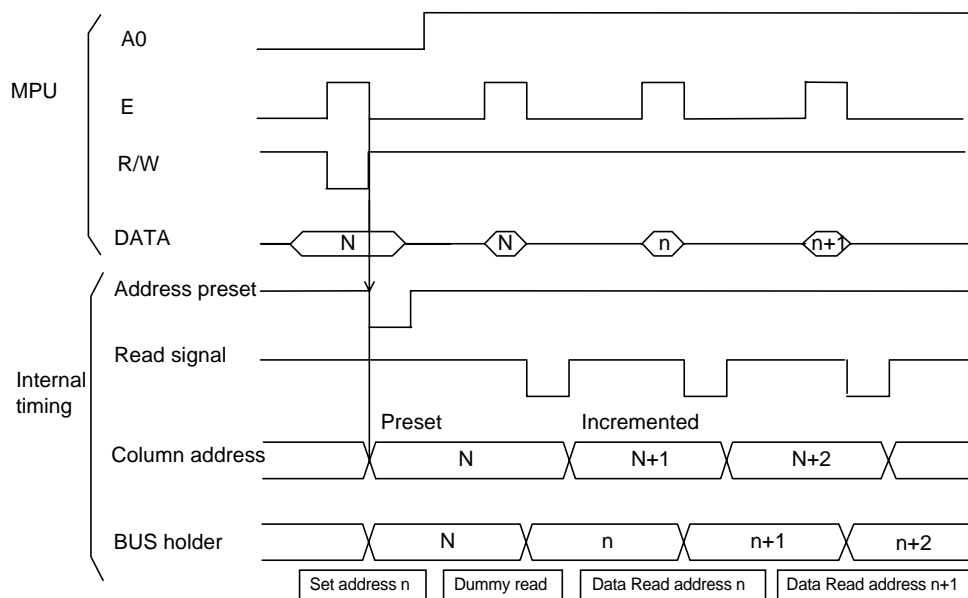 A0
MPU
E
R/W
DATA N N n n+1
Address preset
Read signal
Internal
timing
Preset Incremented
Column address N N+1 N+2
BUS holder N n n+1 n+2
Set address n Dummy read Data Read address n Data Read address n+1